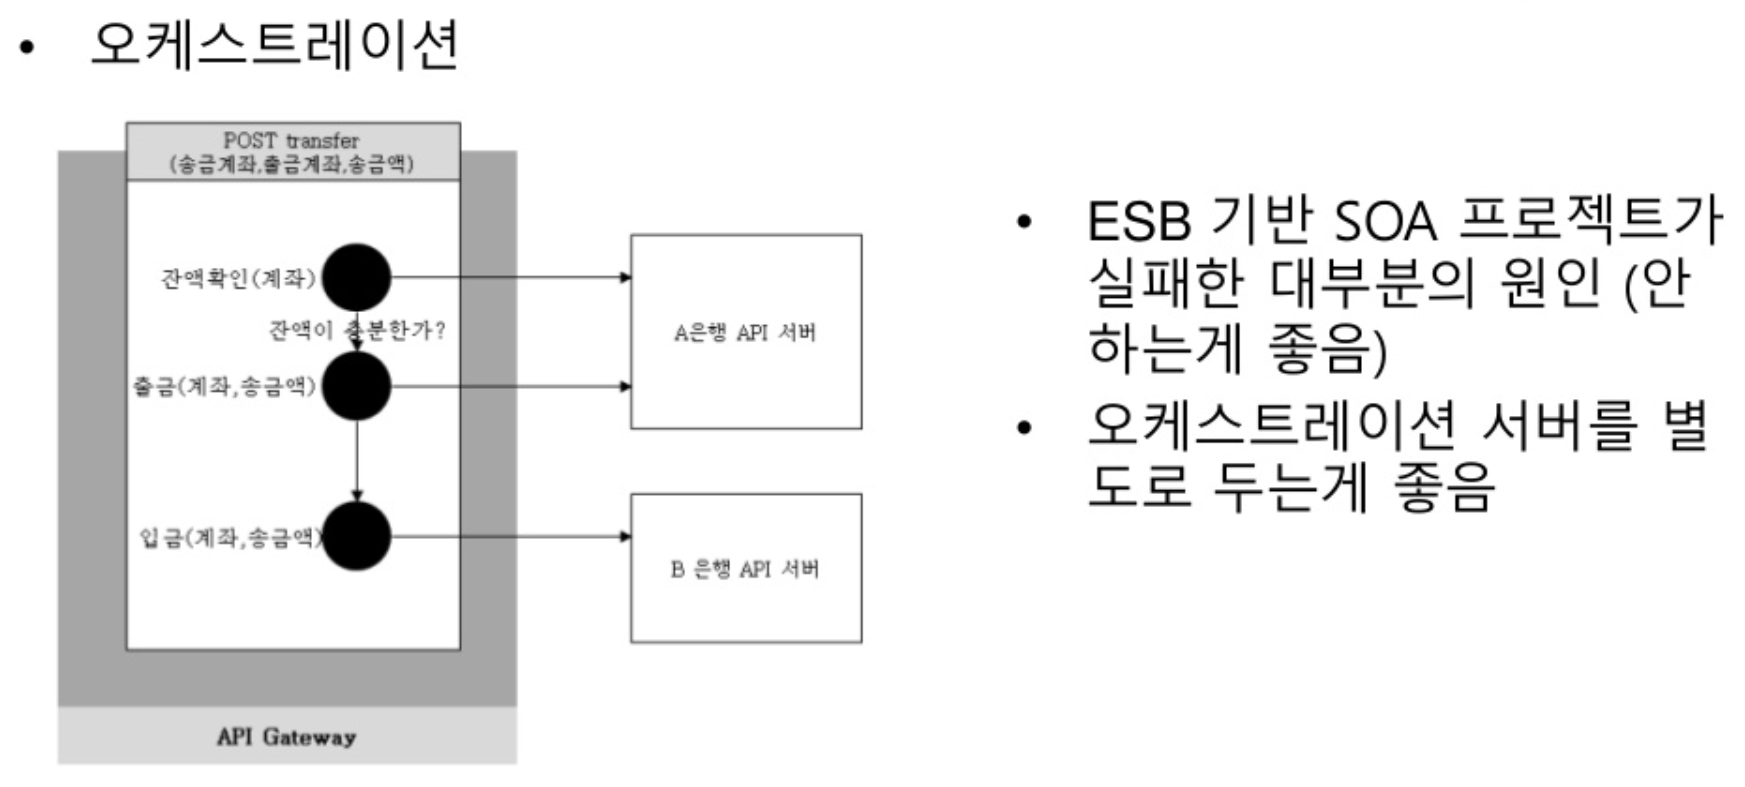 • 오케스트레이션
POST transfer
(송금계좌,출금계좌,송금액)
잔액확인(계좌)
잔액이 충분한가?
출금(계좌,송금액)
입금(계좌,송금액)
API Gateway
A은행 API 서버
B 은행 API 서버
• ESB 기반 SOA 프로젝트가
실패한 대부분의 원인 (안
하는게 좋음)
• 오케스트레이션 서버를 별
도로 두는게 좋음